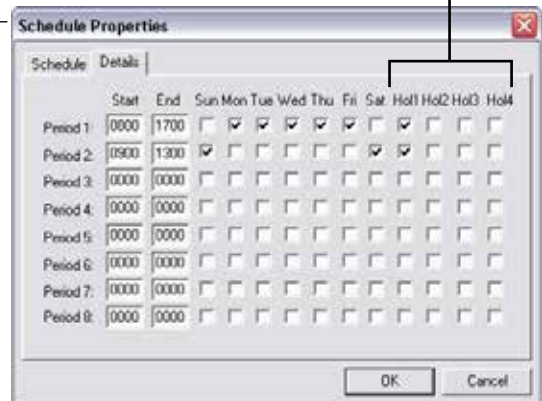 Schedule Properties
Schedule Details
Start End Sun Mon Tue Wed Thu Fri Sat Hol1 Hol2 Hol3 Hol4
Period 1: 0000 1700
Period 2: 0900 1300
Period 3: 0000 0000
Period 4: 0000 0000
Period 5: 0000 0000
Period 6: 0000 0000
Period 7: 0000 0000
Period 8: 0000 0000
OK Cancel